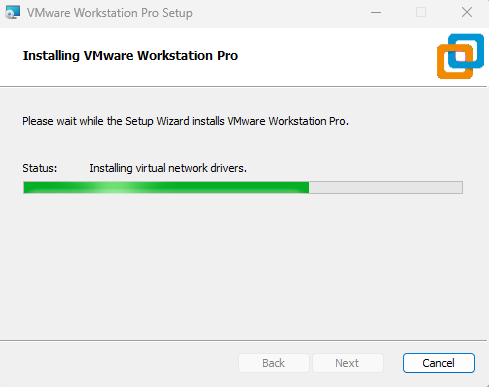 VMware Workstation Pro Setup
Installing VMware Workstation Pro
Please wait while the Setup Wizard installs VMware Workstation Pro.
Status: Installing virtual network drivers.
Back Next Cancel